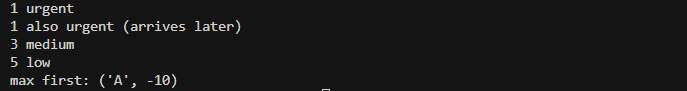 1 urgent
1 also urgent (arrives later)
3 medium
5 low
max first: ('A', -10)